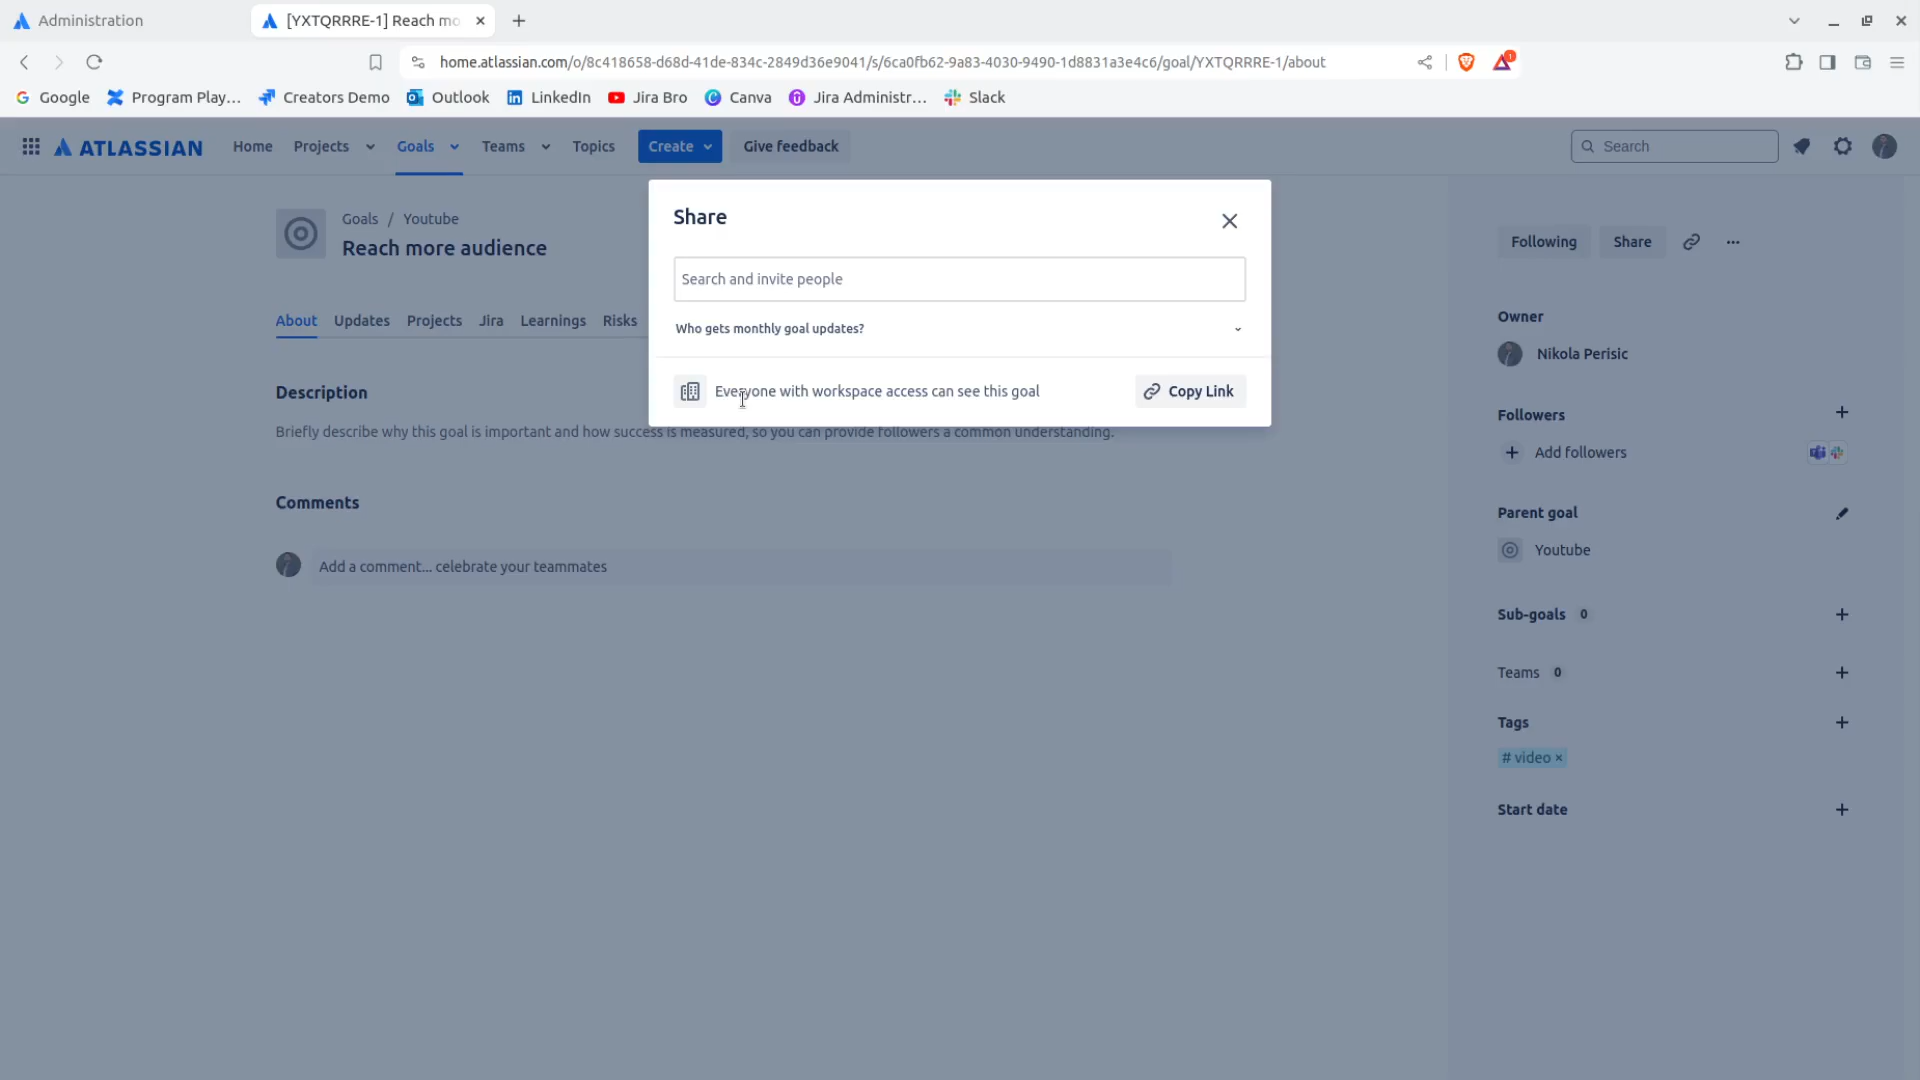 Administration
[YXTQRRRE-1] Reach mo
home.atlassian.com/o/8c418658-d68d-41de-834c-2849d36e9041/s/6ca0fb62-9a83-4030-9490-1d8831a3e4c6/goal/YXTQRRRE-1/about
Google Program Play... Creators Demo Outlook LinkedIn Jira Bro Canva Jira Administr... Slack
ATLASSIAN Home Projects Goals Teams Topics Create Give feedback Search
Share
Search and invite people
Who gets monthly goal updates?
Everyone with workspace access can see this goal Copy Link
Goals / Youtube
Reach more audience
About Updates Projects Jira Learnings Risks
Description
Briefly describe why this goal is important and how success is measured, so you can provide followers a common understanding.
Comments
Add a comment... celebrate your teammates
Following Share
Owner
Nikola Perisic
Followers
Add followers
Parent goal
Youtube
Sub-goals 0
Teams 0
Tags
# video ×
Start date